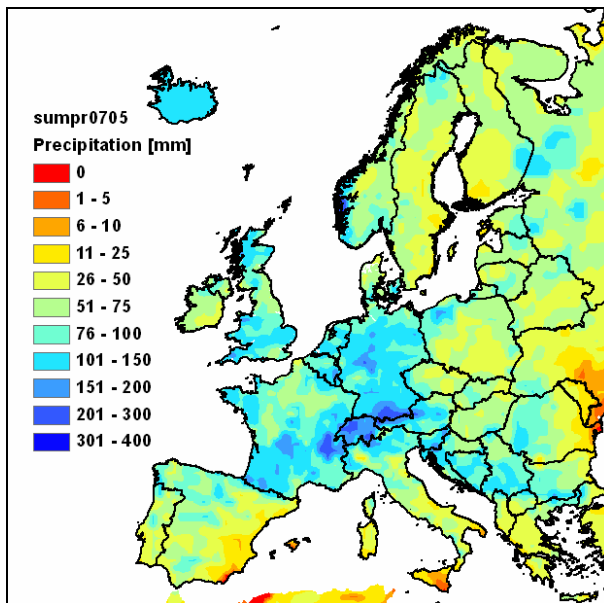 sumpr0705
Precipitation [mm]
0
1 - 5
6 - 10
11 - 25
26 - 50
51 - 75
76 - 100
101 - 150
151 - 200
201 - 300
301 - 400